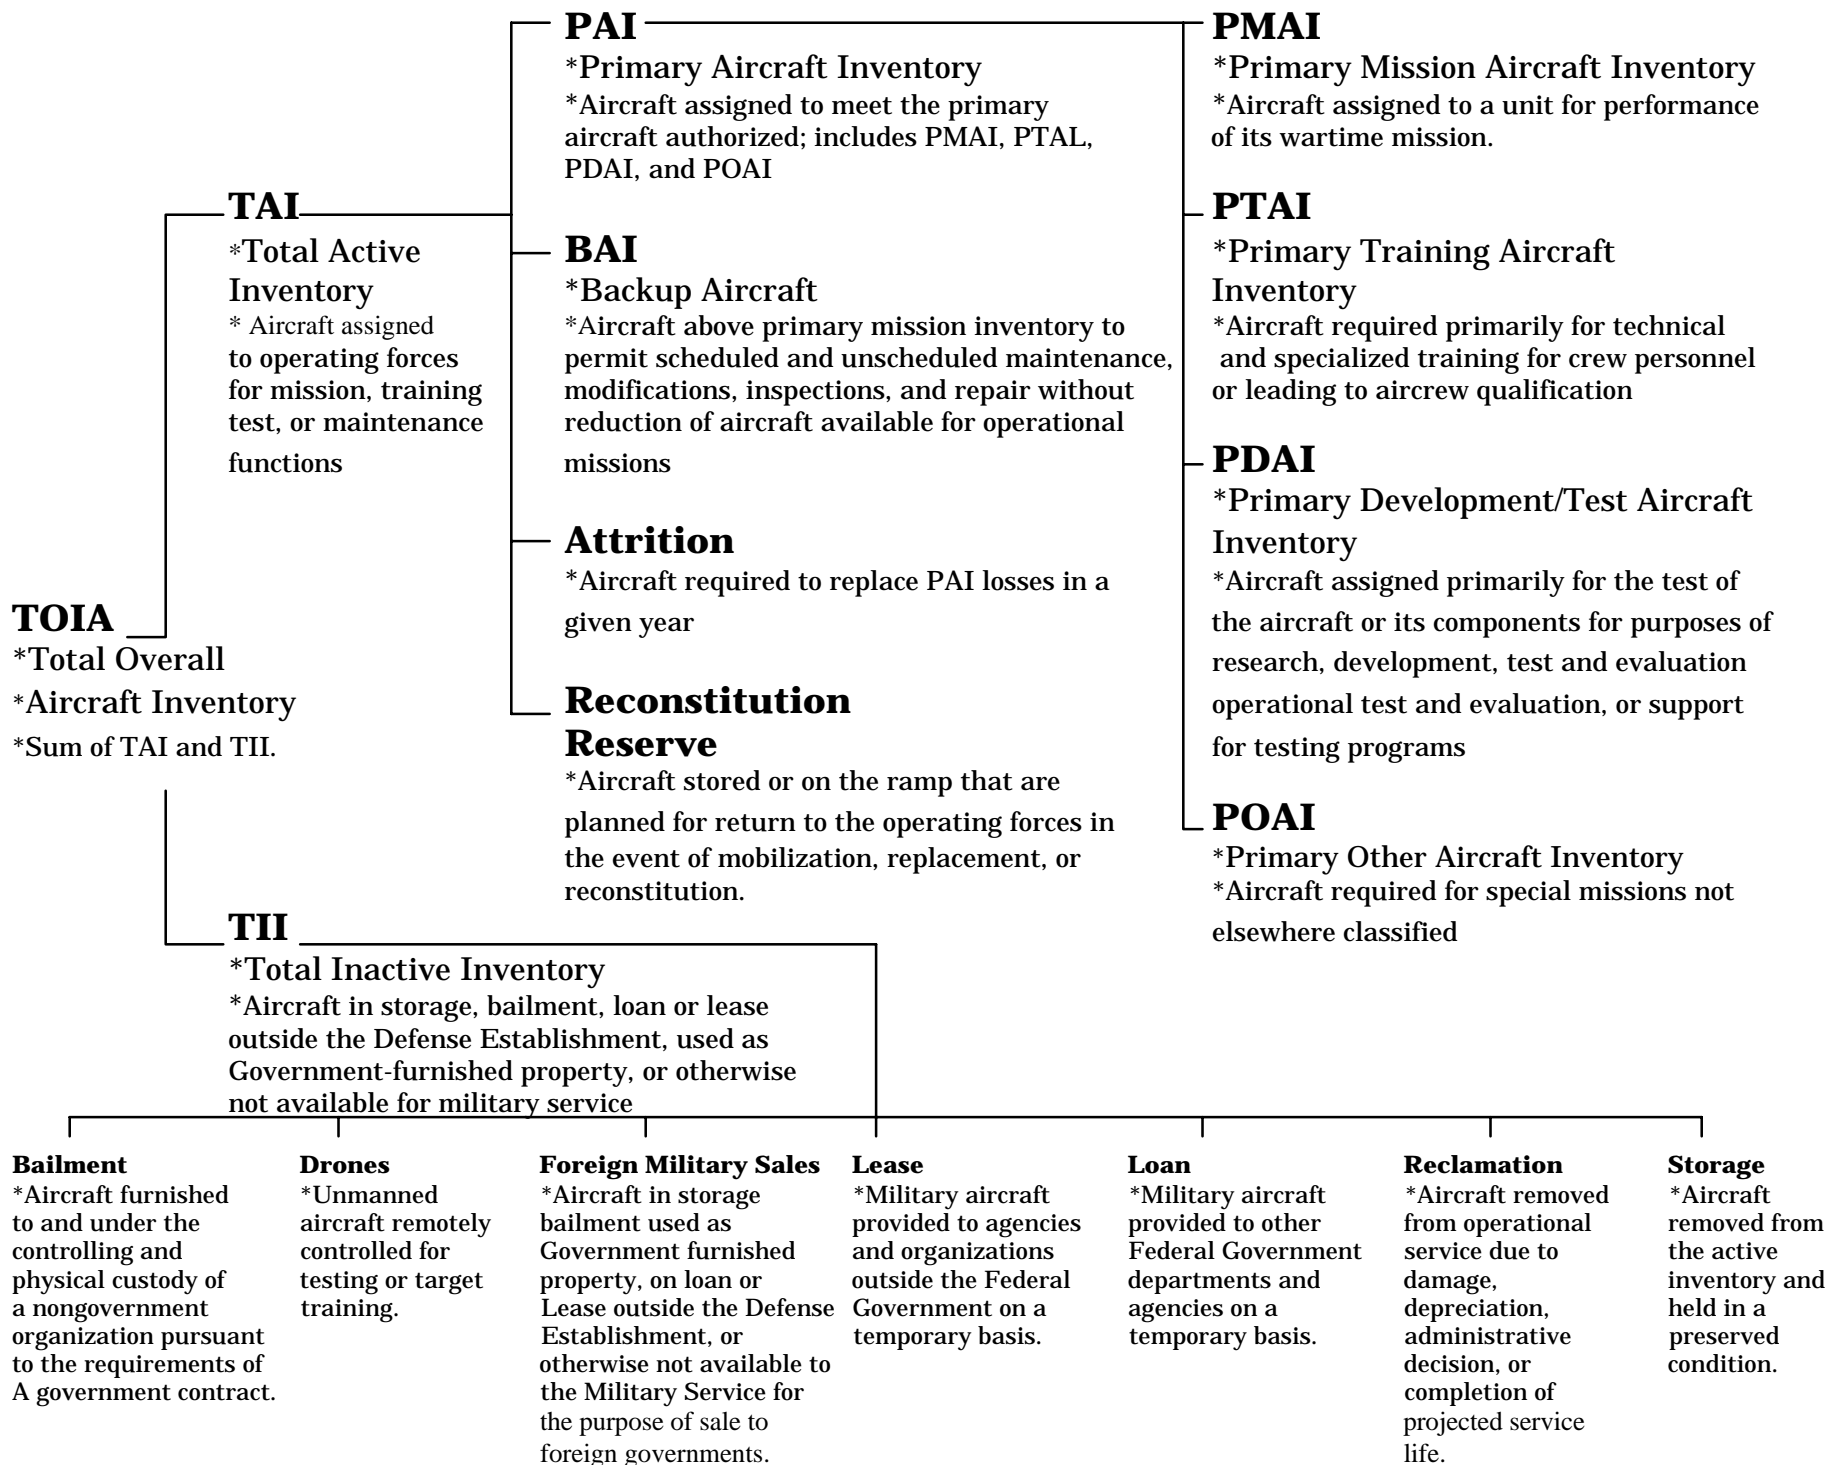 PAI
*Primary Aircraft Inventory
*Aircraft assigned to meet the primary
aircraft authorized; includes PMAI, PTAL,
PDAI, and POAI
PMAI
*Primary Mission Aircraft Inventory
*Aircraft assigned to a unit for performance
of its wartime mission.
TAI
*Total Active
Inventory
* Aircraft assigned
to operating forces
for mission, training
test, or maintenance
functions
BAI
*Backup Aircraft
*Aircraft above primary mission inventory to
permit scheduled and unscheduled maintenance,
modifications, inspections, and repair without
reduction of aircraft available for operational
missions
PTAI
*Primary Training Aircraft
Inventory
*Aircraft required primarily for technical
and specialized training for crew personnel
or leading to aircrew qualification
PDAI
*Primary Development/Test Aircraft
Inventory
*Aircraft assigned primarily for the test of
the aircraft or its components for purposes of
research, development, test and evaluation
operational test and evaluation, or support
for testing programs
Attrition
*Aircraft required to replace PAI losses in a
given year
TOIA
*Total Overall
*Aircraft Inventory
*Sum of TAI and TII.
Reconstitution
Reserve
*Aircraft stored or on the ramp that are
planned for return to the operating forces in
the event of mobilization, replacement, or
reconstitution.
POAI
*Primary Other Aircraft Inventory
*Aircraft required for special missions not
elsewhere classified
TII
*Total Inactive Inventory
*Aircraft in storage, bailment, loan or lease
outside the Defense Establishment, used as
Government-furnished property, or otherwise
not available for military service
Bailment
*Aircraft furnished
to and under the
controlling and
physical custody of
a nongovernment
organization pursuant
to the requirements of
A government contract.
Drones
*Unmanned
aircraft remotely
controlled for
testing or target
training.
Foreign Military Sales
*Aircraft in storage
bailment used as
Government furnished
property, on loan or
Lease outside the Defense
Establishment, or
otherwise not available to
the Military Service for
the purpose of sale to
foreign governments.
Lease
*Military aircraft
provided to agencies
and organizations
outside the Federal
Government on a
temporary basis.
Loan
*Military aircraft
provided to other
Federal Government
departments and
agencies on a
temporary basis.
Reclamation
*Aircraft removed
from operational
service due to
damage,
depreciation,
administrative
decision, or
completion of
projected service
life.
Storage
*Aircraft
removed from
the active
inventory and
held in a
preserved
condition.